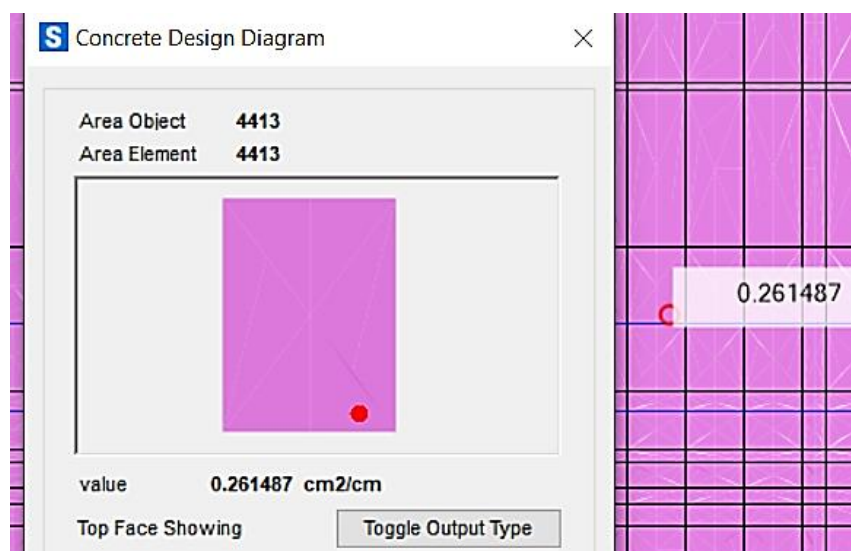 S Concrete Design Diagram
Area Object 4413
Area Element 4413
0.261487
value 0.261487 cm2/cm
Top Face Showing Toggle Output Type